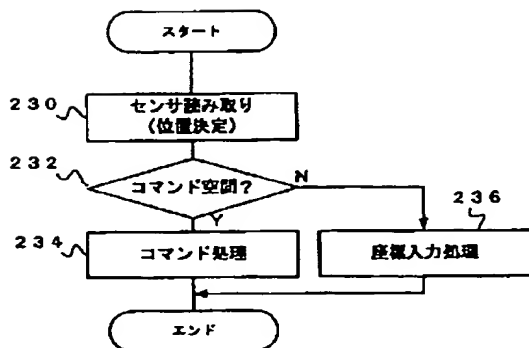 スタート
230
センサ読み取り
(位置決定)
232
コマンド空間?
N
Y
234
コマンド処理
236
座標入力処理
エンド